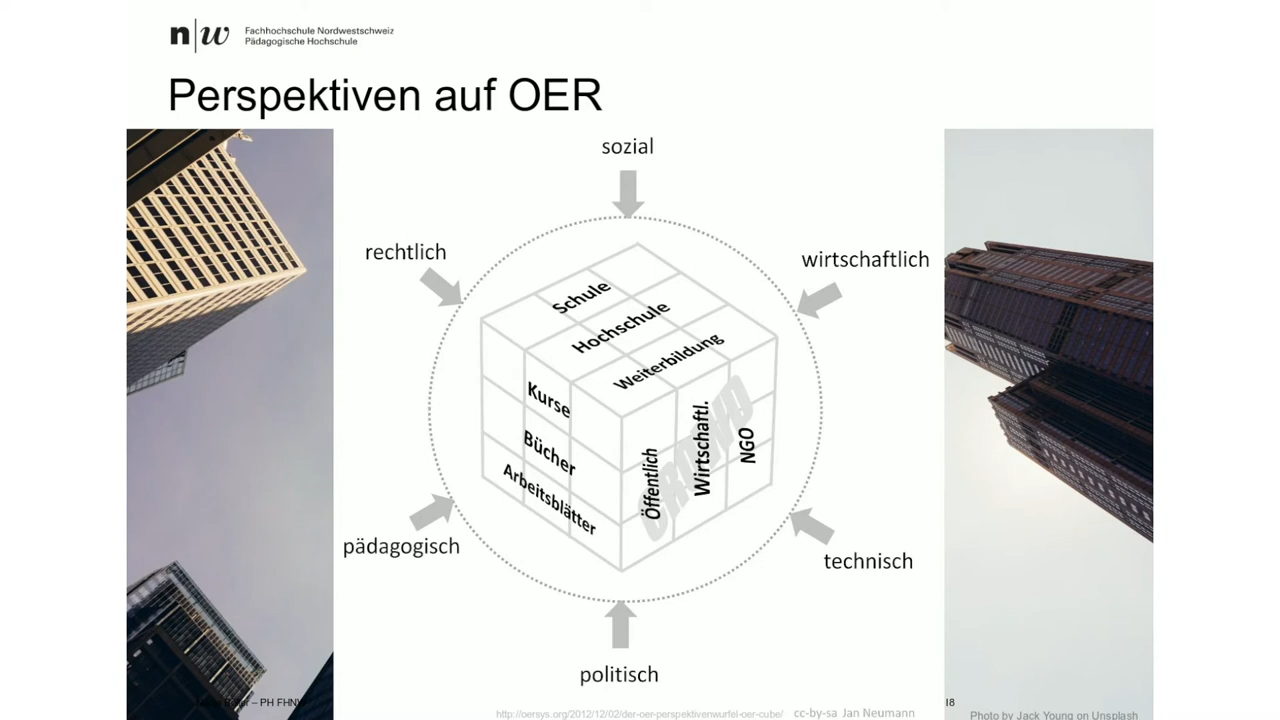 n|w Fachhochschule Nordwestschweiz
Pädagogische Hochschule
Perspektiven auf OER
sozial
rechtlich
wirtschaftlich
Schule
Hochschule
Weiterbildung
Kurse
Bücher
Arbeitsblätter
Öffentlich
Wirtschaftl.
NGO
pädagogisch
technisch
politisch
– PH FHNW
http://oersys.org/2012/12/02/der-oer-perspektivenwurfel-oer-cube/ cc-by-sa Jan Neumann
18
Photo by Jack Young on Unsplash